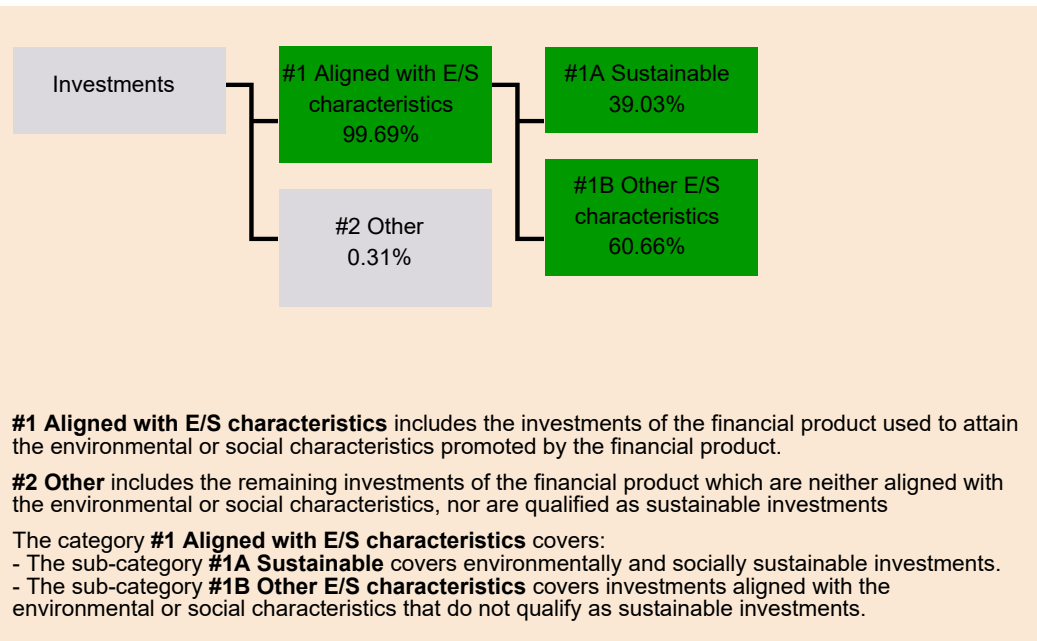 Investments
#1 Aligned with E/S
characteristics
99.69%
#1A Sustainable
39.03%
#1B Other E/S
characteristics
60.66%
#2 Other
0.31%
#1 Aligned with E/S characteristics includes the investments of the financial product used to attain
the environmental or social characteristics promoted by the financial product.
#2 Other includes the remaining investments of the financial product which are neither aligned with
the environmental or social characteristics, nor are qualified as sustainable investments
The category #1 Aligned with E/S characteristics covers:
- The sub-category #1A Sustainable covers environmentally and socially sustainable investments.
- The sub-category #1B Other E/S characteristics covers investments aligned with the
environmental or social characteristics that do not qualify as sustainable investments.